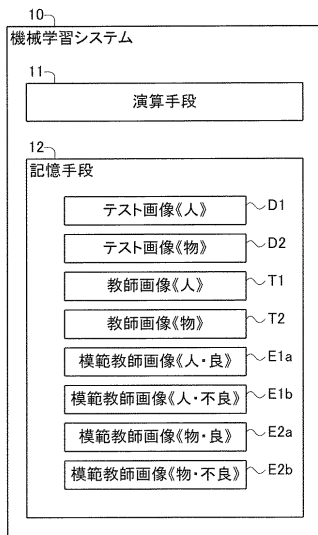 10
機械学習システム
11
演算手段
12
記憶手段
テスト画像《人》 D1
テスト画像《物》 D2
教師画像《人》 T1
教師画像《物》 T2
模範教師画像《人・良》 E1a
模範教師画像《人・不良》 E1b
模範教師画像《物・良》 E2a
模範教師画像《物・不良》 E2b